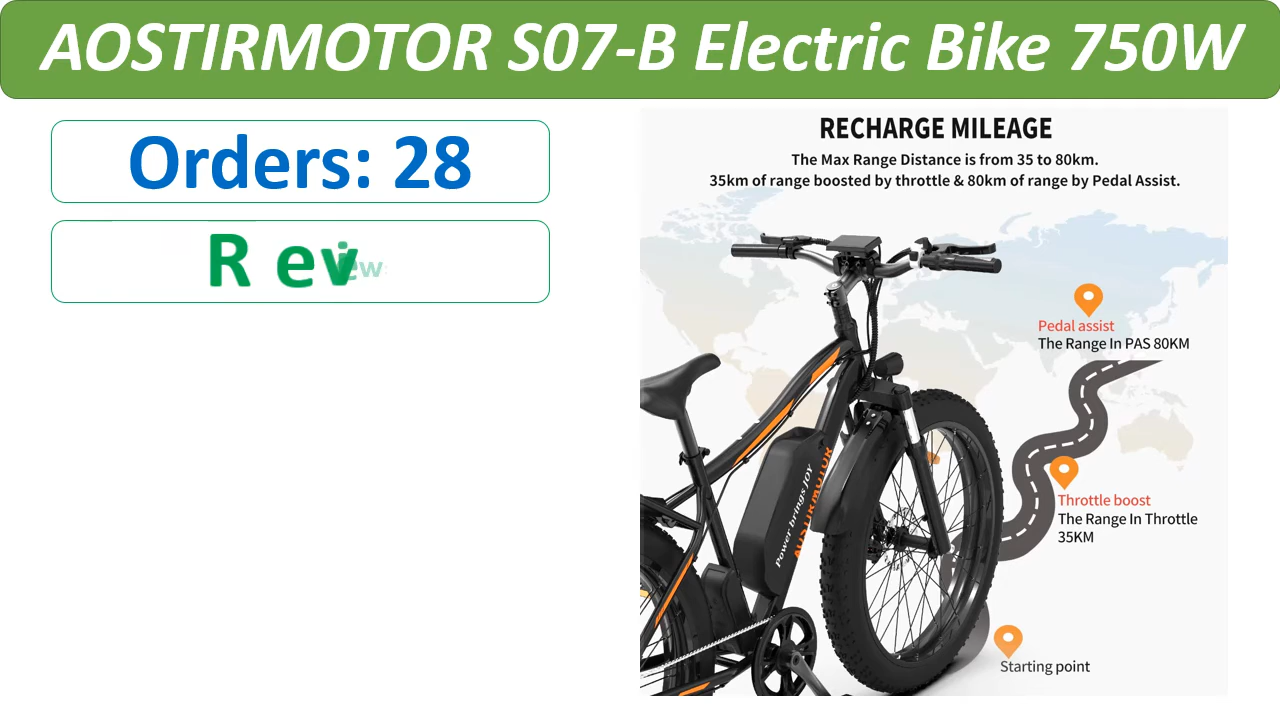 AOSTIRMOTOR S07-B Electric Bike 750W
Orders: 28
RECHARGE MILEAGE
The Max Range Distance is from 35 to 80km.
35km of range boosted by throttle & 80km of range by Pedal Assist.
Pedal assist
The Range In PAS 80KM
Power brings JOY
AOSTIRMOTOR
Throttle boost
The Range In Throttle
35KM
Starting point